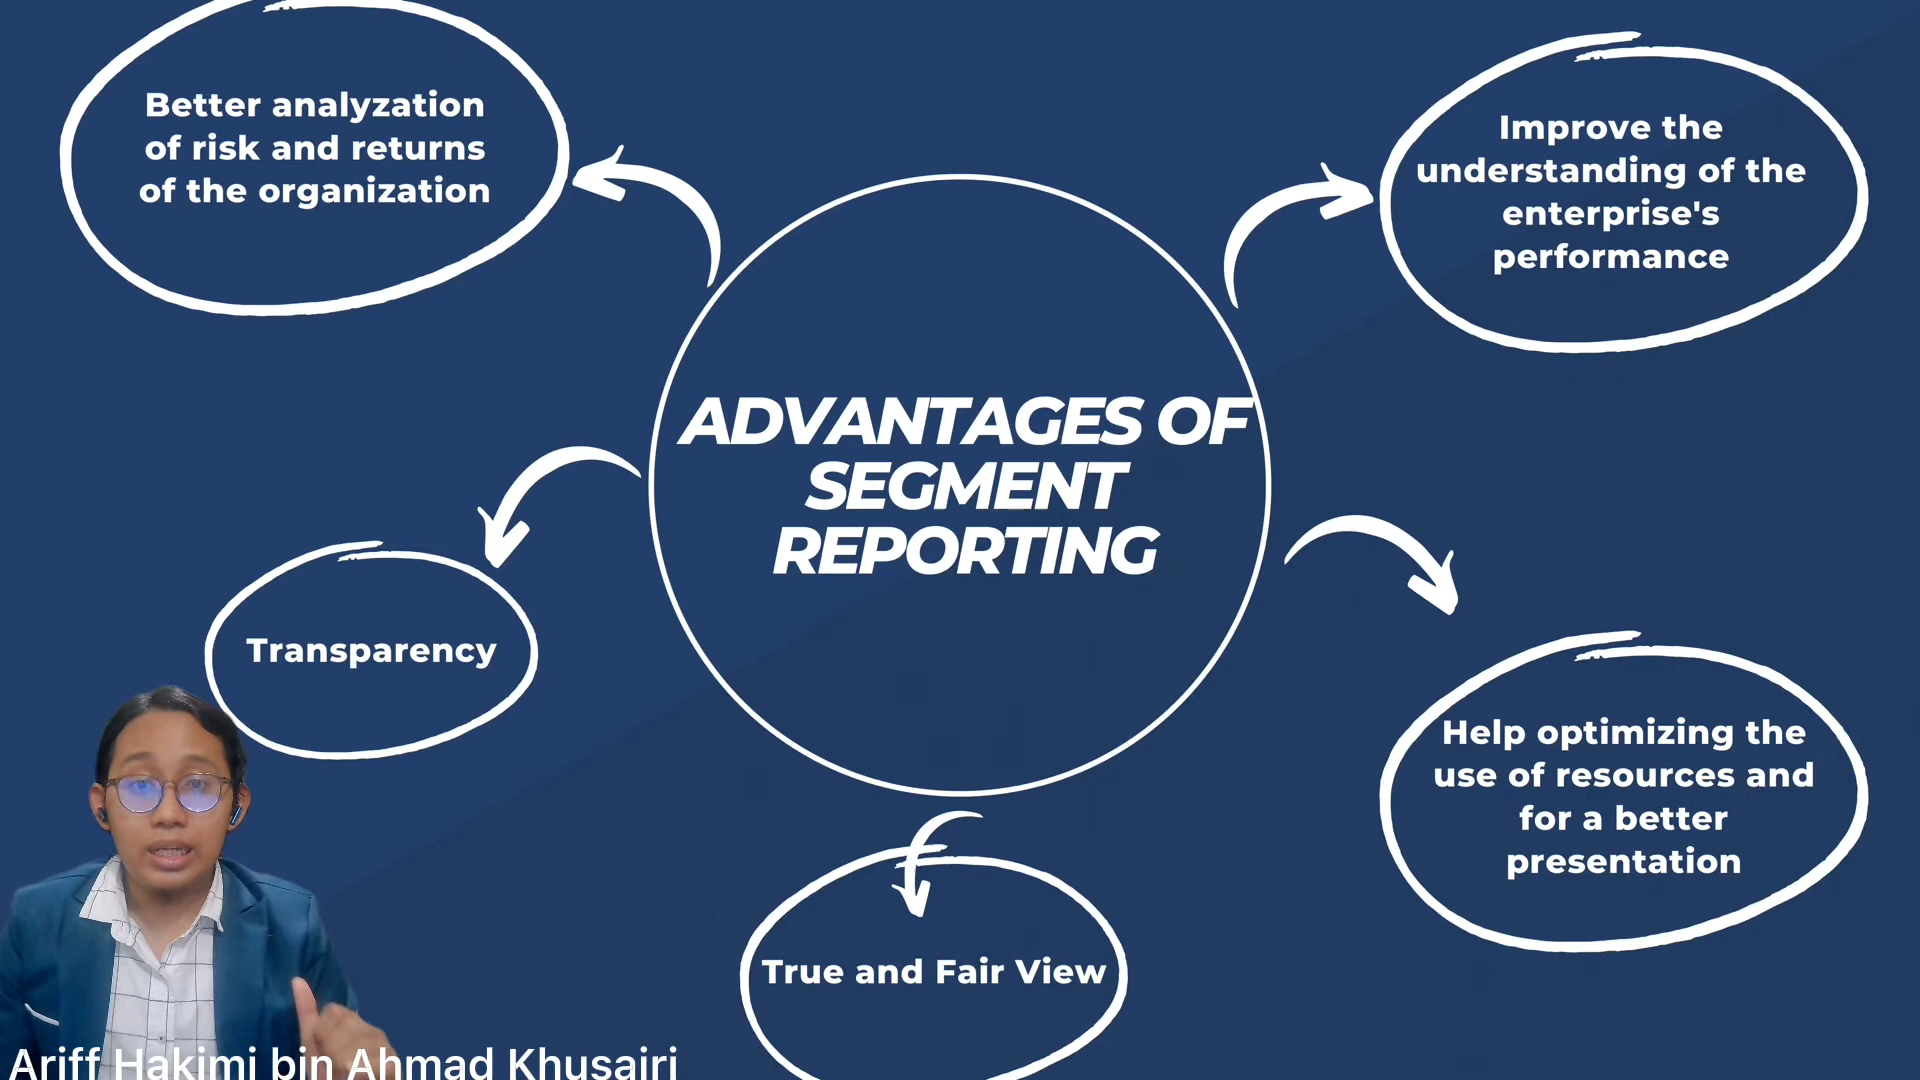 Better analyzation
of risk and returns
of the organization
Improve the
understanding of the
enterprise's
performance
ADVANTAGES OF
SEGMENT
REPORTING
Transparency
Help optimizing the
use of resources and
for a better
presentation
True and Fair View
Ariff Hakimi bin Ahmad Khusairi